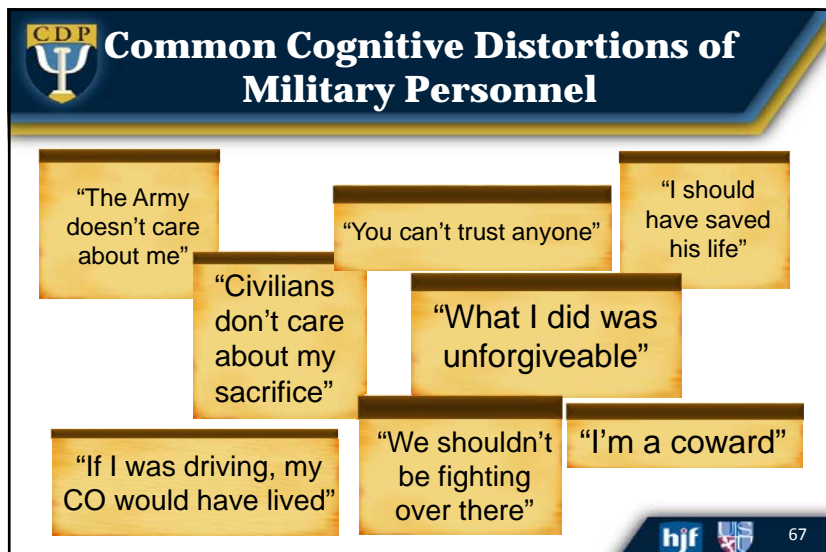 CDP
Common Cognitive Distortions of
Military Personnel
“The Army
doesn’t care
about me”
“You can’t trust anyone”
“I should
have saved
his life”
“Civilians
don’t care
about my
sacrifice”
“What I did was
unforgiveable”
“If I was driving, my
CO would have lived”
“We shouldn’t
be fighting
over there”
“I’m a coward”
hjf
67